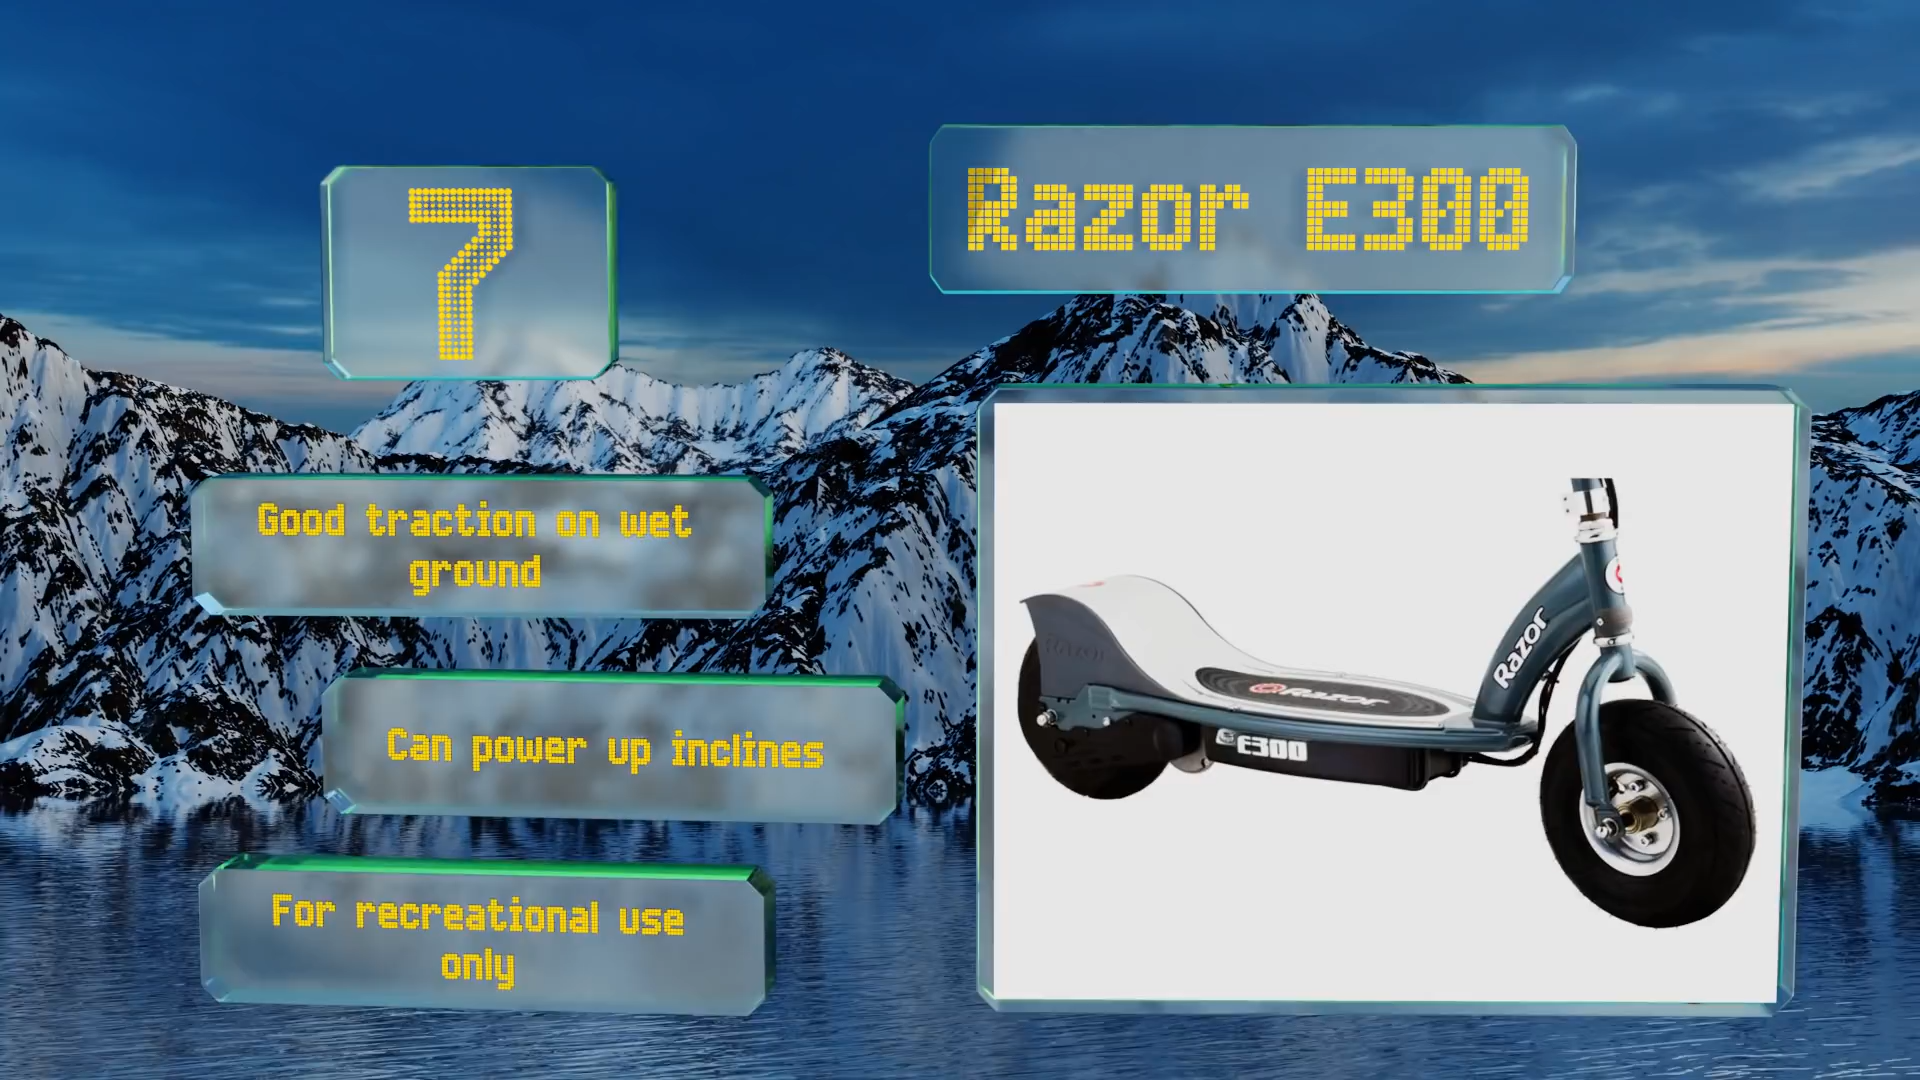 7
Razor E300
Good traction on wet
ground
Can power up inclines
For recreational use
only
Razor
Razor
RAZOR
E300